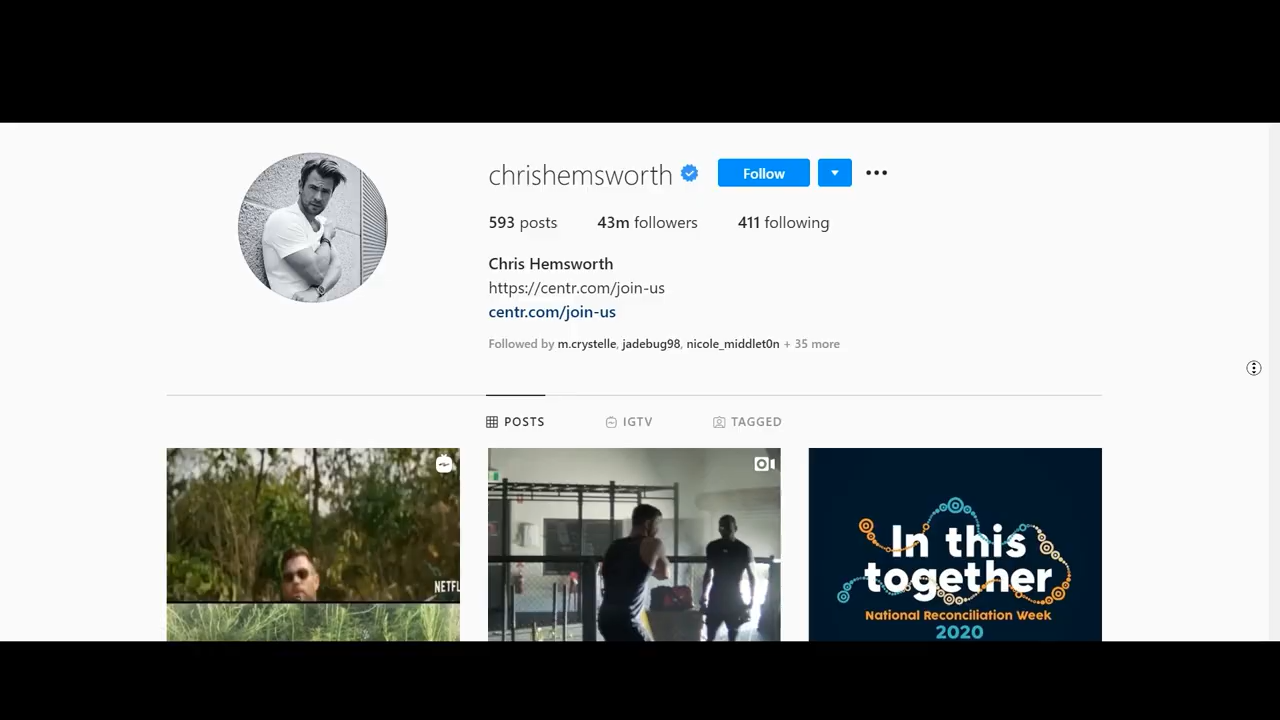 chrishemsworth
Follow
593 posts 43m followers 411 following
Chris Hemsworth
https://centr.com/join-us
centr.com/join-us
Followed by m.crystelle, jadebug98, nicole_middlet0n + 35 more
POSTS IGTV TAGGED
NETFL
In this
together
National Reconciliation Week
2020